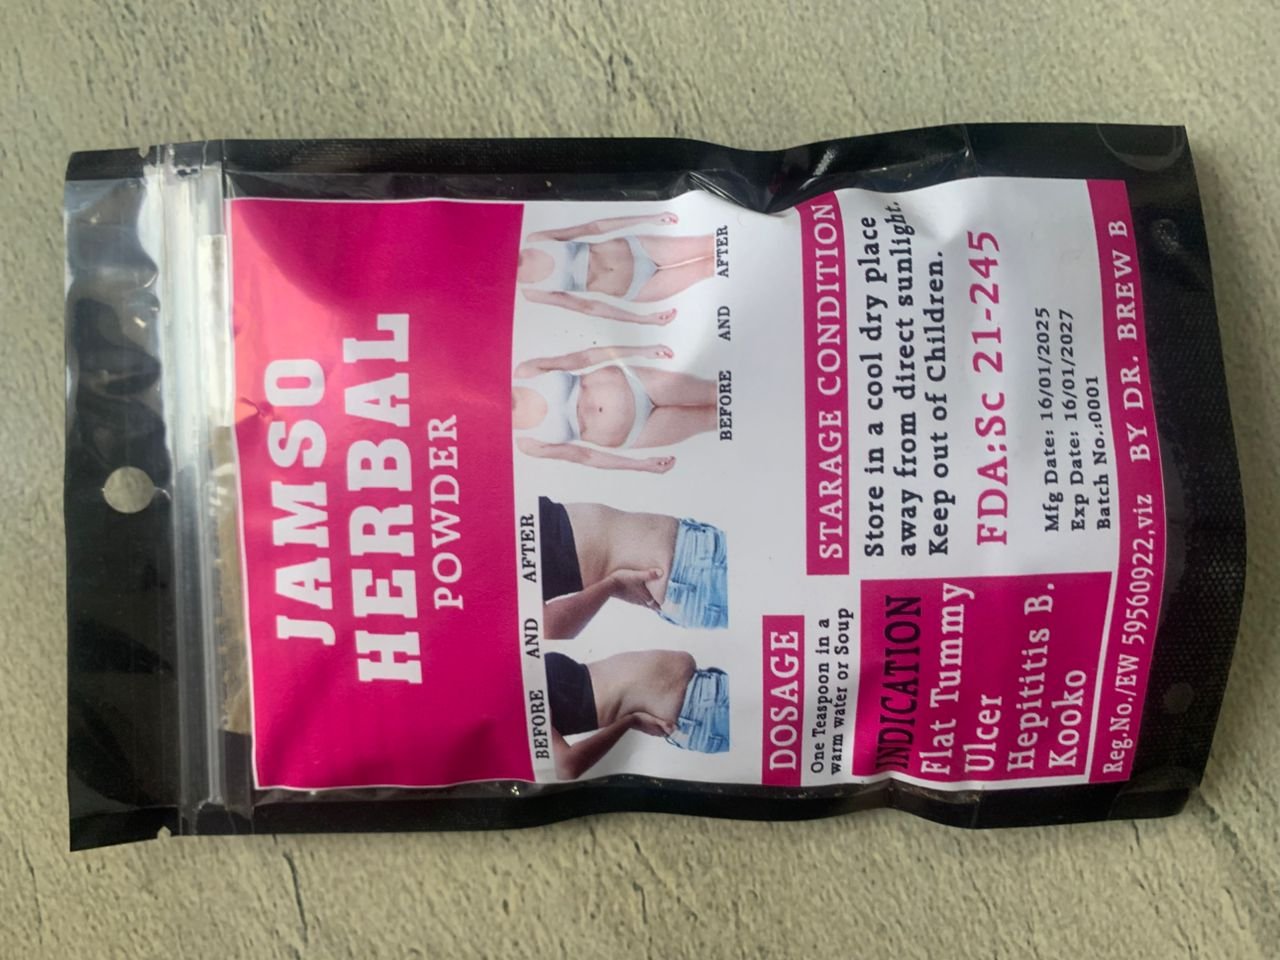 JAMSO
HERBAL
POWDER
BEFORE AND AFTER
BEFORE AND AFTER
DOSAGE
One Teaspoon in a
warm water or Soup
INDICATION
Flat Tummy
Ulcer
Hepititis B.
Kooko
STARAGE CONDITION
Store in a cool dry place
away from direct sunlight.
Keep out of Children.
FDA:Sc 21-245
Mfg Date: 16/01/2025
Exp Date: 16/01/2027
Batch No.:0001
Reg.No./EW 59560922,viz BY DR. BREW B